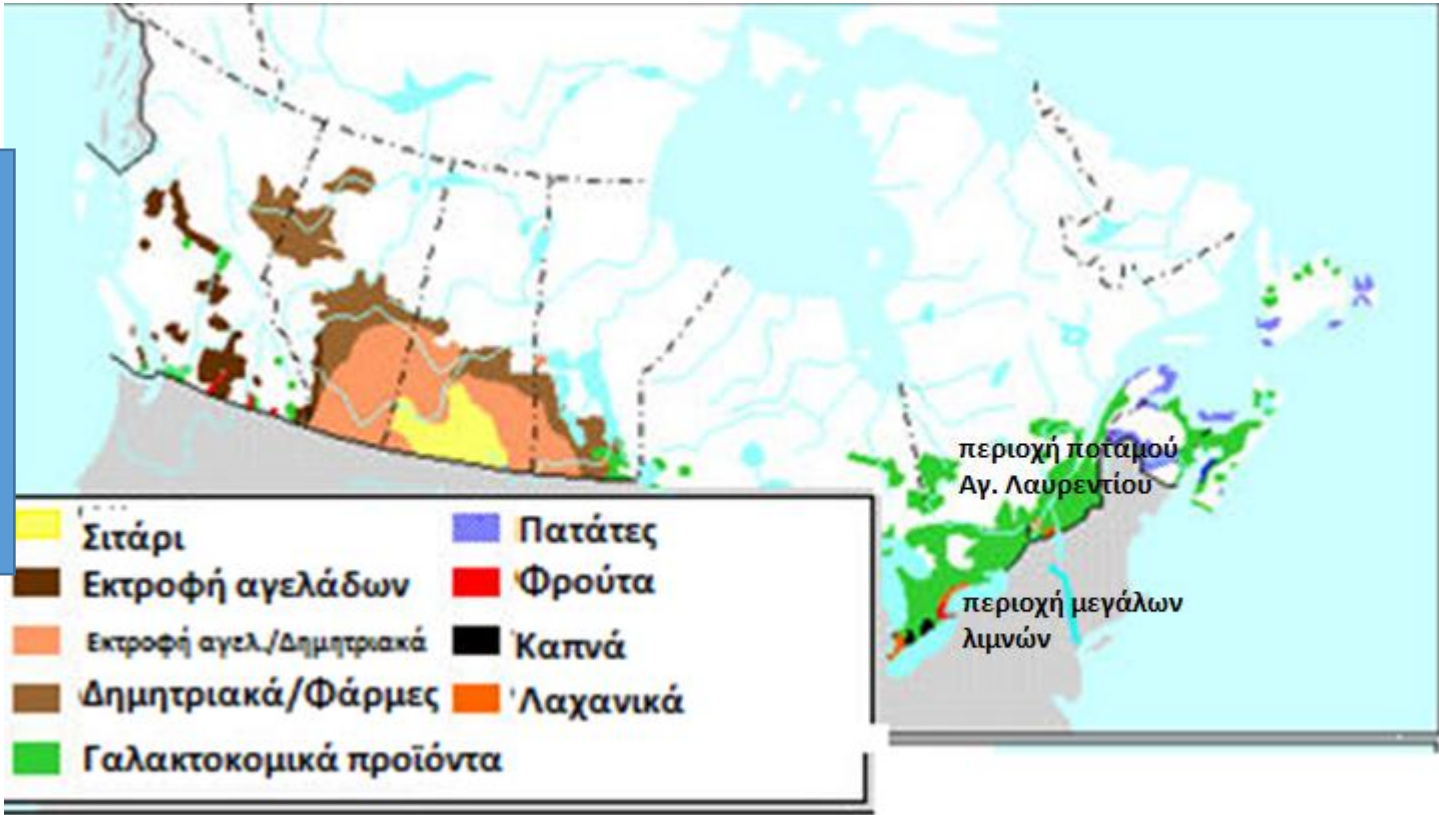 περιοχή ποταμού
Αγ. Λαυρεντίου
περιοχή μεγάλων
λιμνών
Σιτάρι
Εκτροφή αγελάδων
Εκτροφή αγελ./Δημητριακά
Δημητριακά/Φάρμες
Γαλακτοκομικά προϊόντα
Πατάτες
Φρούτα
Καπνά
Λαχανικά